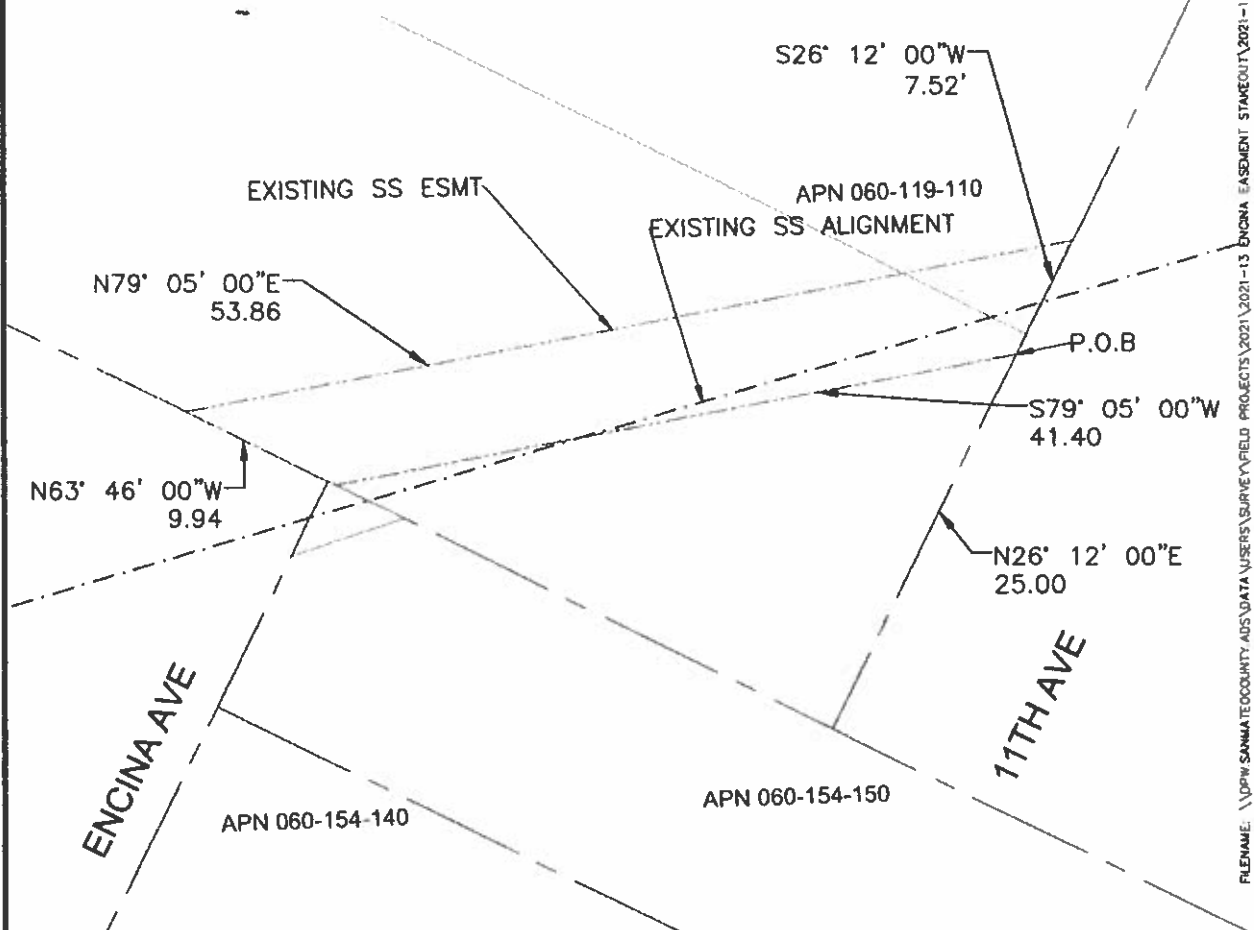 S26° 12' 00"W
7.52'
EXISTING SS ESMT
APN 060-119-110
EXISTING SS ALIGNMENT
N79° 05' 00"E
53.86
P.O.B
S79° 05' 00"W
41.40
N63° 46' 00"W
9.94
N26° 12' 00"E
25.00
ENCINA AVE
11TH AVE
APN 060-154-140
APN 060-154-150
FILENAME: \\DPW.SANMATEOCOUNTY.ADS\DATA\USERS\SURVEY\FIELD PROJECTS\2021\2021-13 ENCINA EASEMENT STAKEOUT\2021-1